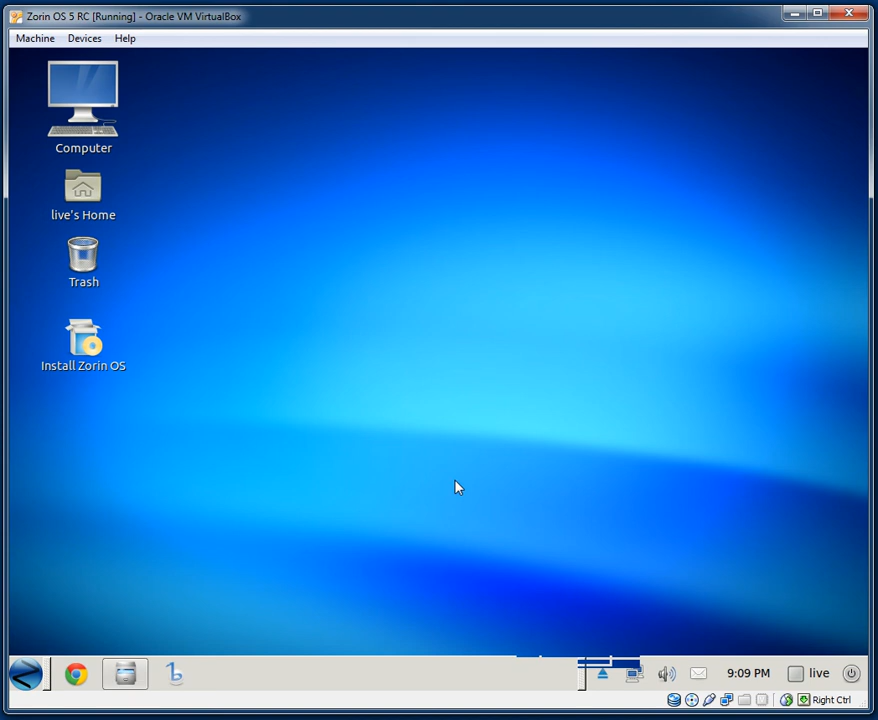 Zorin OS 5 RC [Running] - Oracle VM VirtualBox
Machine Devices Help
Computer
live's Home
Trash
Install Zorin OS
9:09 PM live
Right Ctrl